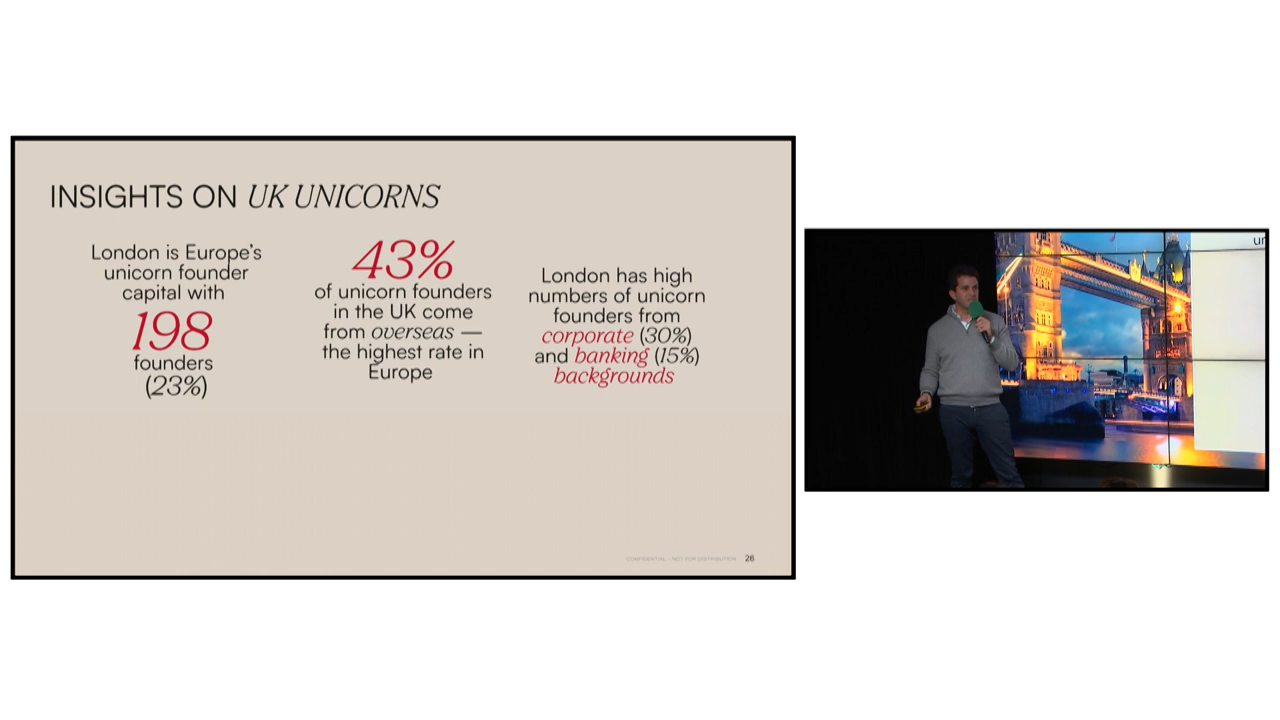 INSIGHTS ON UK UNICORNS
London is Europe's
unicorn founder
capital with
198
founders
(23%)
43%
of unicorn founders
in the UK come
from overseas —
the highest rate in
Europe
London has high
numbers of unicorn
founders from
corporate (30%)
and banking (15%)
backgrounds
CONFIDENTIAL - NOT FOR DISTRIBUTION 26